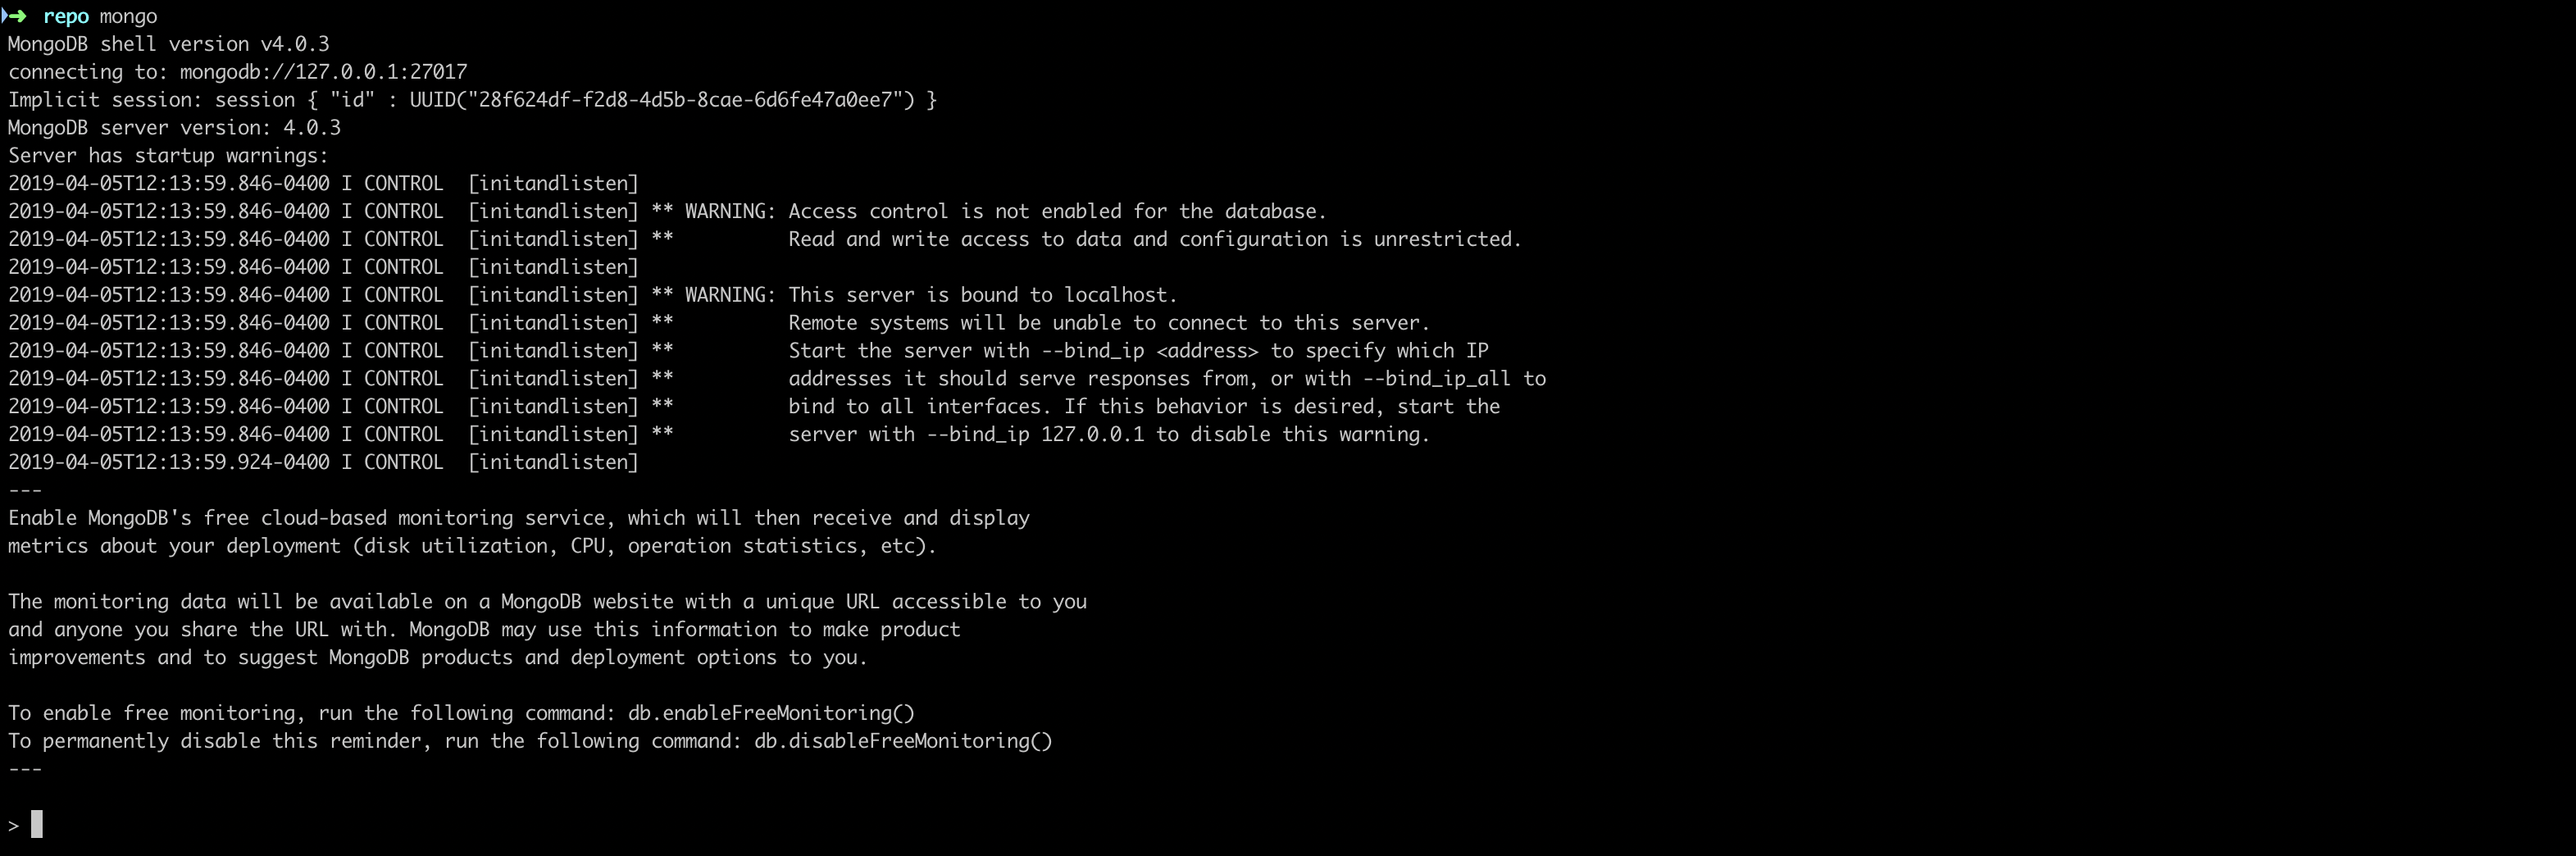 ➜  repo mongo
MongoDB shell version v4.0.3
connecting to: mongodb://127.0.0.1:27017
Implicit session: session { "id" : UUID("28f624df-f2d8-4d5b-8cae-6d6fe47a0ee7") }
MongoDB server version: 4.0.3
Server has startup warnings:
2019-04-05T12:13:59.846-0400 I CONTROL  [initandlisten]
2019-04-05T12:13:59.846-0400 I CONTROL  [initandlisten] ** WARNING: Access control is not enabled for the database.
2019-04-05T12:13:59.846-0400 I CONTROL  [initandlisten] **          Read and write access to data and configuration is unrestricted.
2019-04-05T12:13:59.846-0400 I CONTROL  [initandlisten]
2019-04-05T12:13:59.846-0400 I CONTROL  [initandlisten] ** WARNING: This server is bound to localhost.
2019-04-05T12:13:59.846-0400 I CONTROL  [initandlisten] **          Remote systems will be unable to connect to this server.
2019-04-05T12:13:59.846-0400 I CONTROL  [initandlisten] **          Start the server with --bind_ip <address> to specify which IP
2019-04-05T12:13:59.846-0400 I CONTROL  [initandlisten] **          addresses it should serve responses from, or with --bind_ip_all to
2019-04-05T12:13:59.846-0400 I CONTROL  [initandlisten] **          bind to all interfaces. If this behavior is desired, start the
2019-04-05T12:13:59.846-0400 I CONTROL  [initandlisten] **          server with --bind_ip 127.0.0.1 to disable this warning.
2019-04-05T12:13:59.924-0400 I CONTROL  [initandlisten]
---
Enable MongoDB's free cloud-based monitoring service, which will then receive and display
metrics about your deployment (disk utilization, CPU, operation statistics, etc).

The monitoring data will be available on a MongoDB website with a unique URL accessible to you
and anyone you share the URL with. MongoDB may use this information to make product
improvements and to suggest MongoDB products and deployment options to you.

To enable free monitoring, run the following command: db.enableFreeMonitoring()
To permanently disable this reminder, run the following command: db.disableFreeMonitoring()
---

>